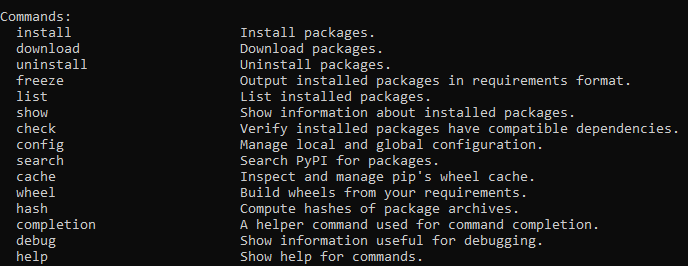 Commands:
  install                     Install packages.
  download                    Download packages.
  uninstall                   Uninstall packages.
  freeze                      Output installed packages in requirements format.
  list                        List installed packages.
  show                        Show information about installed packages.
  check                       Verify installed packages have compatible dependencies.
  config                      Manage local and global configuration.
  search                      Search PyPI for packages.
  cache                       Inspect and manage pip's wheel cache.
  wheel                       Build wheels from your requirements.
  hash                        Compute hashes of package archives.
  completion                  A helper command used for command completion.
  debug                       Show information useful for debugging.
  help                        Show help for commands.